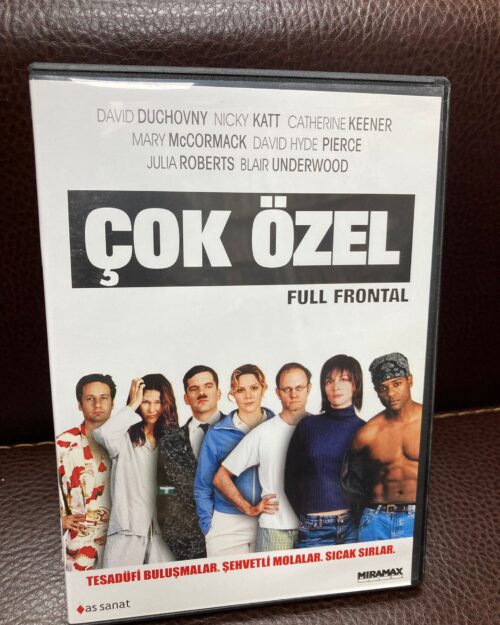 DAVID DUCHOVNY NICKY KATT CATHERINE KEENER
MARY McCORMACK DAVID HYDE PIERCE
JULIA ROBERTS BLAIR UNDERWOOD
ÇOK ÖZEL
FULL FRONTAL
TESADÜFİ BULUŞMALAR. ŞEHVETLİ MOLALAR. SICAK SIRLAR.
MIRAMAX
as sanat